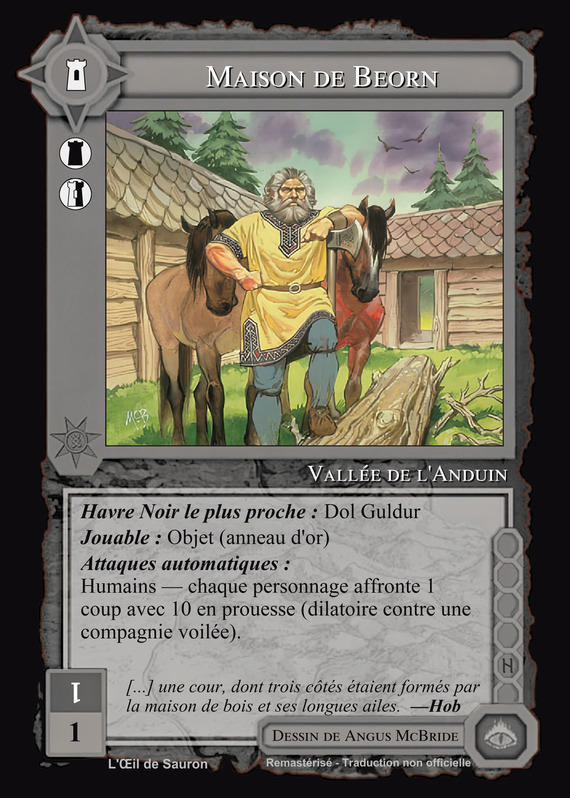 Maison de Beorn
McB
Vallée de l'Anduin
Havre Noir le plus proche : Dol Guldur
Jouable : Objet (anneau d'or)
Attaques automatiques :
Humains — chaque personnage affronte 1
coup avec 10 en prouesse (dilatoire contre une
compagnie voilée).
[...] une cour, dont trois côtés étaient formés par
la maison de bois et ses longues ailes. —Hob
1
1
Dessin de Angus McBride
L'Œil de Sauron
Remastérisé - Traduction non officielle